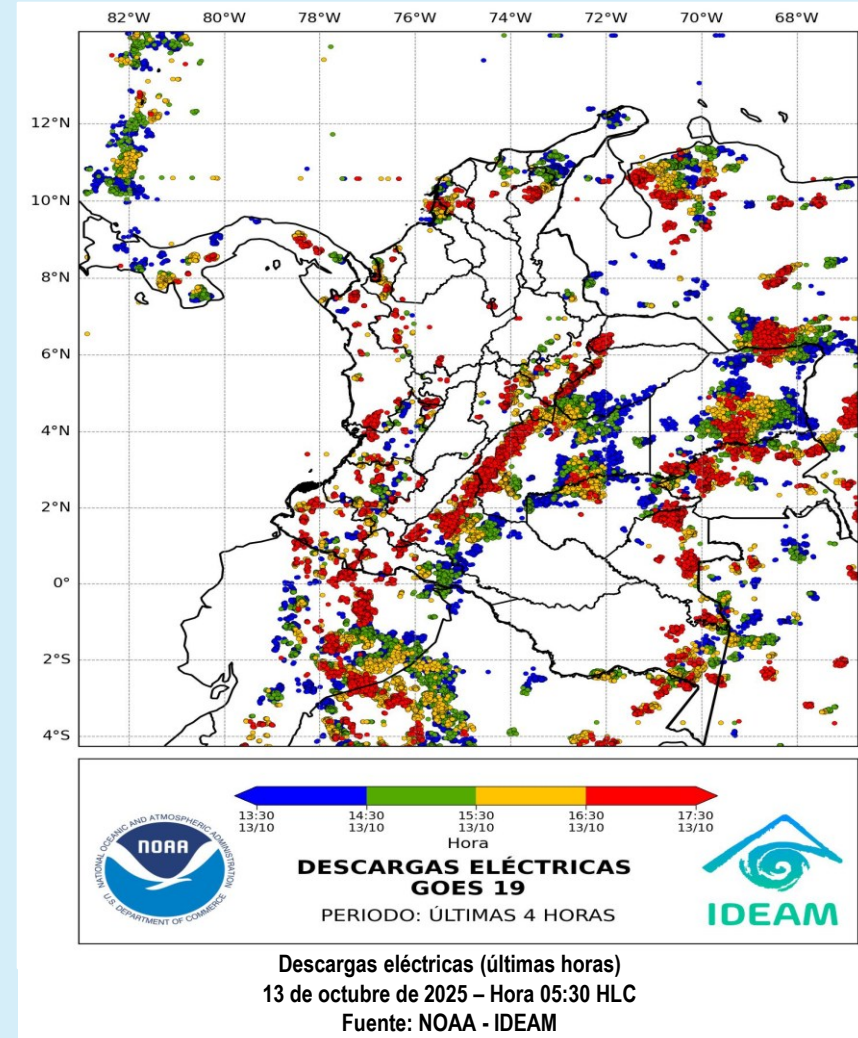 82°W 80°W 78°W 76°W 74°W 72°W 70°W 68°W
12°N
10°N
8°N
6°N
4°N
2°N
0°
2°S
4°S
13:30 14:30 15:30 16:30 17:30
13/10 13/10 13/10 13/10 13/10
Hora
NATIONAL OCEANIC AND ATMOSPHERIC ADMINISTRATION
NOAA
U.S. DEPARTMENT OF COMMERCE
DESCARGAS ELÉCTRICAS
GOES 19
PERIODO: ÚLTIMAS 4 HORAS
IDEAM
Descargas eléctricas (últimas horas)
13 de octubre de 2025 – Hora 05:30 HLC
Fuente: NOAA - IDEAM